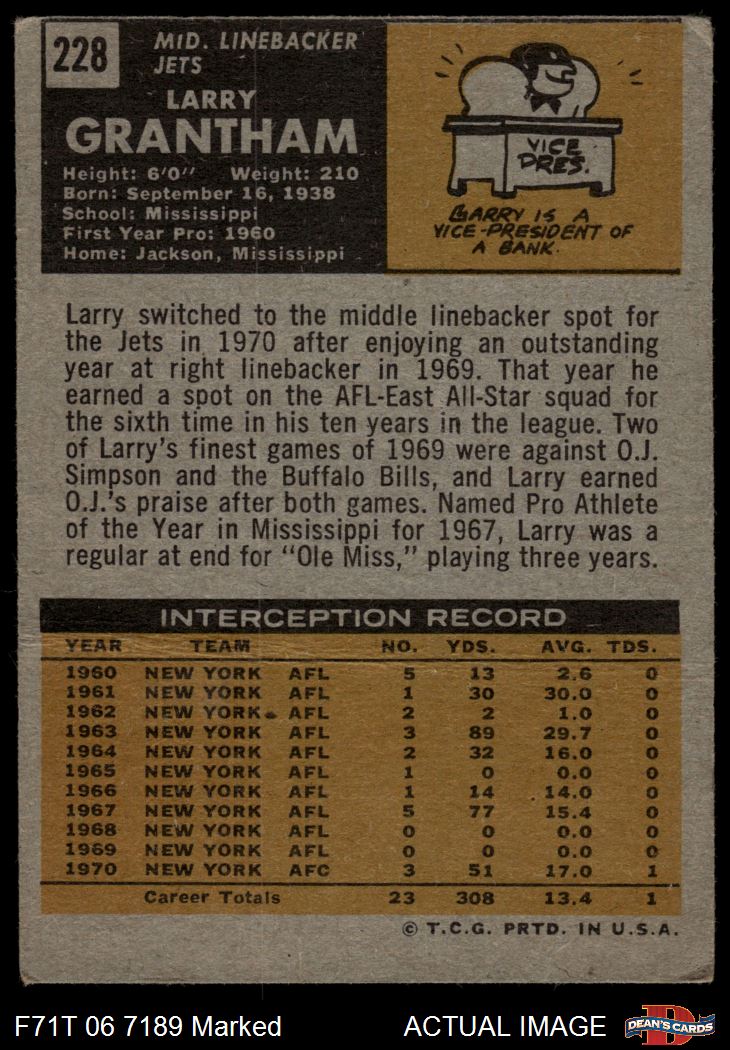 228
MID. LINEBACKER
JETS
LARRY
GRANTHAM
Height: 6'0" Weight: 210
Born: September 16, 1938
School: Mississippi
First Year Pro: 1960
Home: Jackson, Mississippi
VICE
PRES.
LARRY IS A
VICE-PRESIDENT OF
A BANK.
Larry switched to the middle linebacker spot for
the Jets in 1970 after enjoying an outstanding
year at right linebacker in 1969. That year he
earned a spot on the AFL-East All-Star squad for
the sixth time in his ten years in the league. Two
of Larry's finest games of 1969 were against O.J.
Simpson and the Buffalo Bills, and Larry earned
O.J.'s praise after both games. Named Pro Athlete
of the Year in Mississippi for 1967, Larry was a
regular at end for "Ole Miss," playing three years.
INTERCEPTION RECORD
YEAR TEAM NO. YDS. AVG. TDS.
1960 NEW YORK AFL 5 13 2.6 0
1961 NEW YORK AFL 1 30 30.0 0
1962 NEW YORK AFL 2 2 1.0 0
1963 NEW YORK AFL 3 89 29.7 0
1964 NEW YORK AFL 2 32 16.0 0
1965 NEW YORK AFL 1 0 0.0 0
1966 NEW YORK AFL 1 14 14.0 0
1967 NEW YORK AFL 5 77 15.4 0
1968 NEW YORK AFL 0 0 0.0 0
1969 NEW YORK AFL 0 0 0.0 0
1970 NEW YORK AFC 3 51 17.0 1
Career Totals 23 308 13.4 1
© T.C.G. PRTD. IN U.S.A.
F71T 06 7189 Marked
ACTUAL IMAGE
D
DEAN'S CARDS